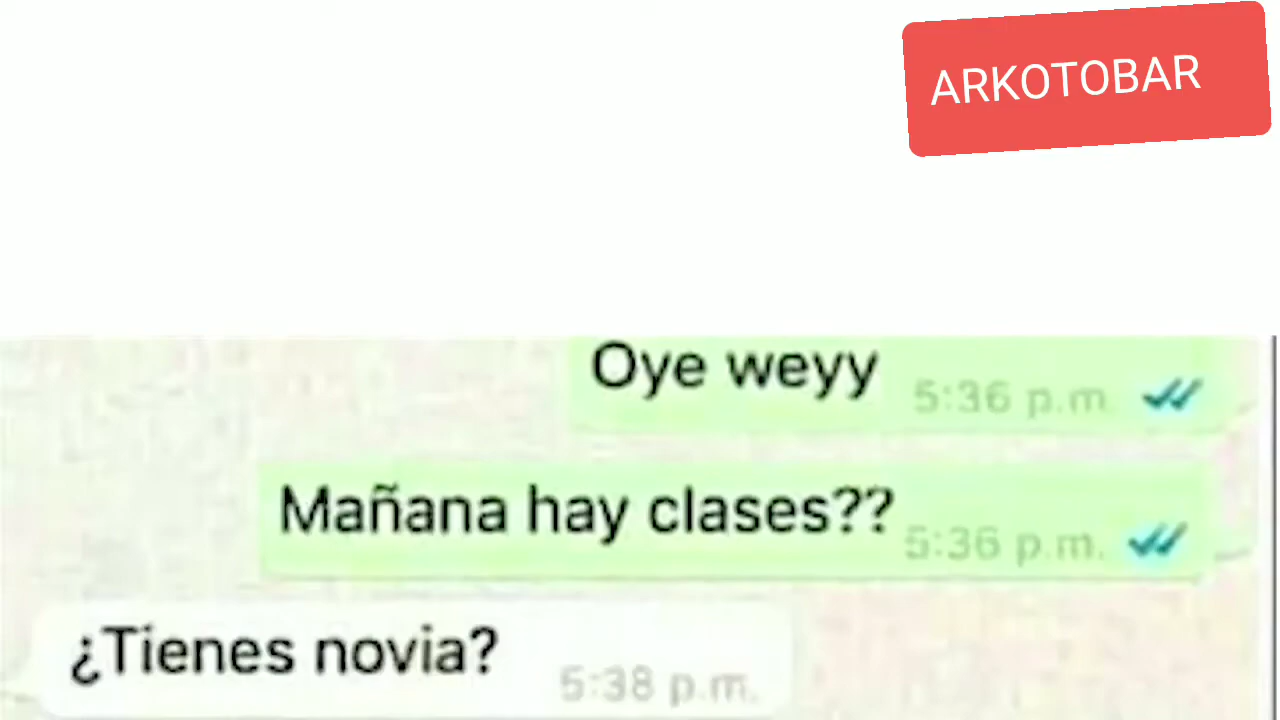 ARKOTOBAR
Oye weyy 5:36 p.m.
Mañana hay clases?? 5:36 p.m.
¿Tienes novia? 5:38 p.m.